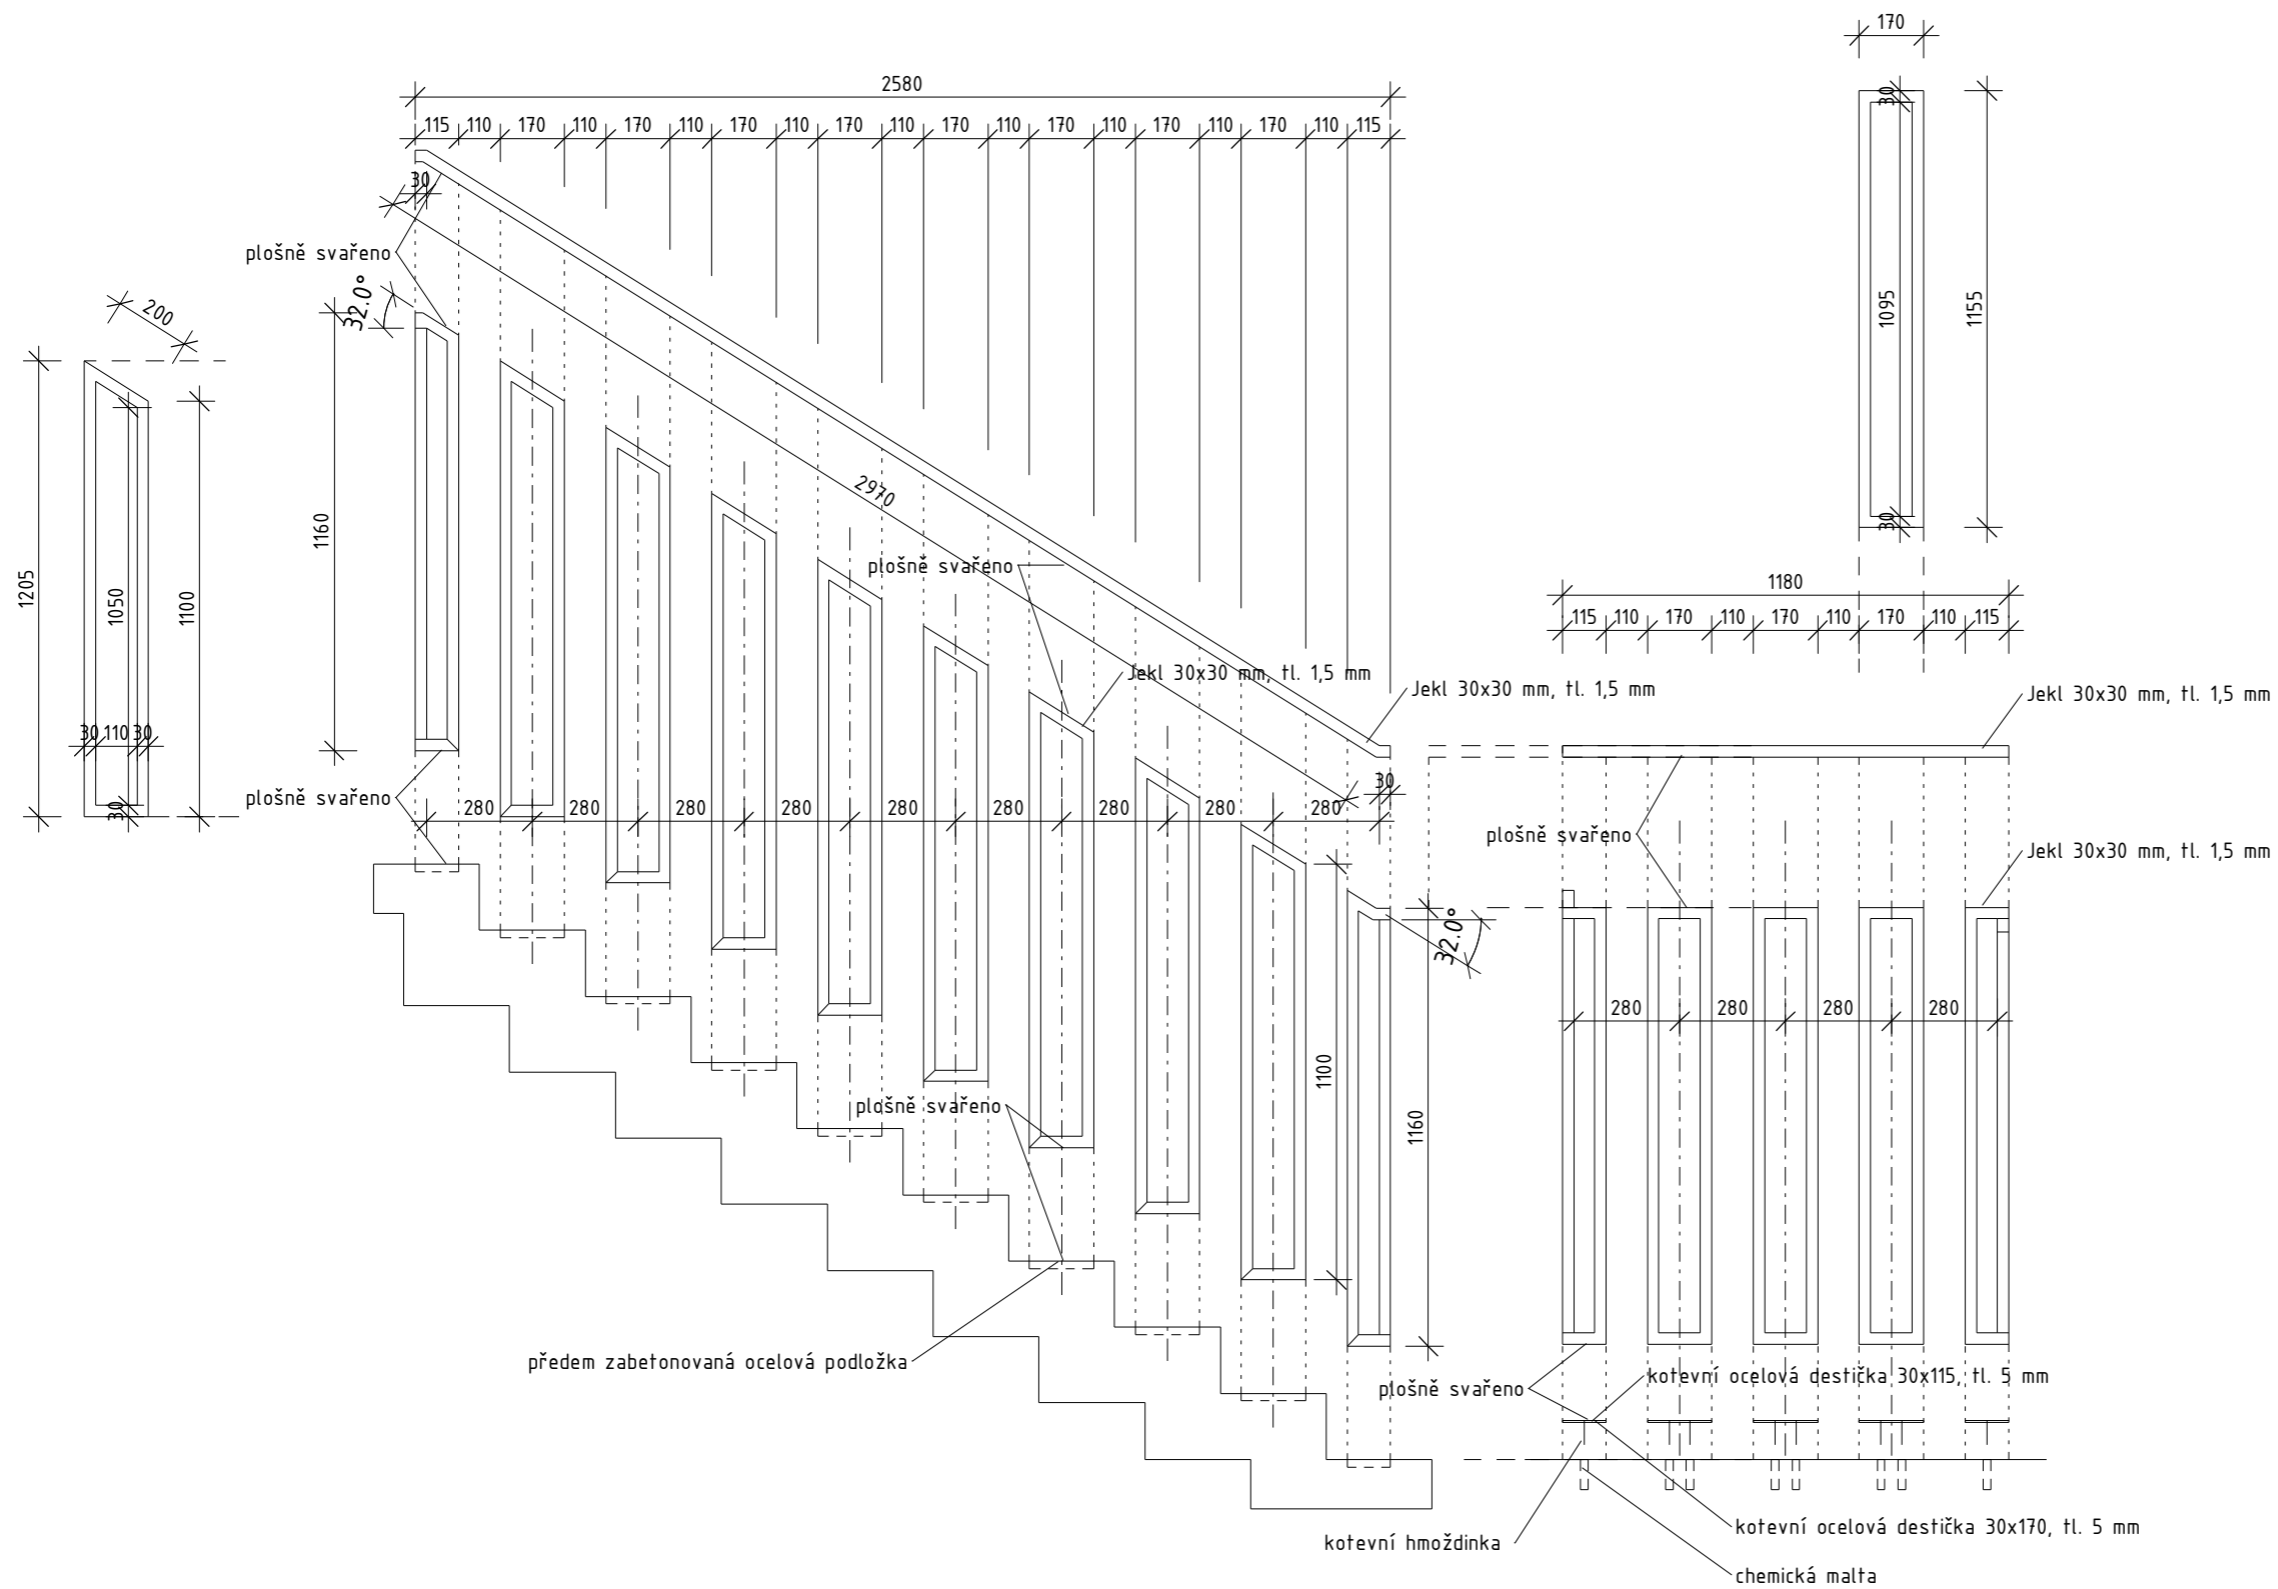 170
2580
115 110 170 110 170 110 170 110 170 110 170 110 170 110 170 110 170 110 115
30
30
plošně svařeno
32.0°
200
1095
1155
2970
1160
1205
1050
1100
plošně svařeno
1180
115 110 170 110 170 110 170 110 115
30
Jekl 30x30 mm, tl. 1,5 mm
Jekl 30x30 mm, tl. 1,5 mm
Jekl 30x30 mm, tl. 1,5 mm
30 110 30
30
plošně svařeno
30
280 280 280 280 280 280 280 280 280
plošně svařeno
Jekl 30x30 mm, tl. 1,5 mm
32.0°
280 280 280 280
1100
1160
plošně svařeno
předem zabetonovaná ocelová podložka
plošně svařeno
kotevní ocelová destička 30x115, tl. 5 mm
kotevní hmoždinka
kotevní ocelová destička 30x170, tl. 5 mm
chemická malta